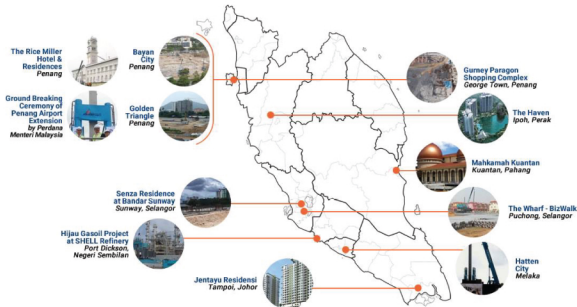 The Rice Miller
Hotel &
Residences
Penang
Bayan
City
Penang
Ground Breaking
Ceremony of
Penang Airport
Extension
by Perdana
Menteri Malaysia
Golden
Triangle
Penang
Gurney Paragon
Shopping Complex
George Town, Penang
The Haven
Ipoh, Perak
Mahkamah Kuantan
Kuantan, Pahang
Senza Residence
at Bandar Sunway
Sunway, Selangor
The Wharf - BizWalk
Puchong, Selangor
Hijau Gasoil Project
at SHELL Refinery
Port Dickson,
Negeri Sembilan
Hatten
City
Melaka
Jentayu Residensi
Tampoi, Johor